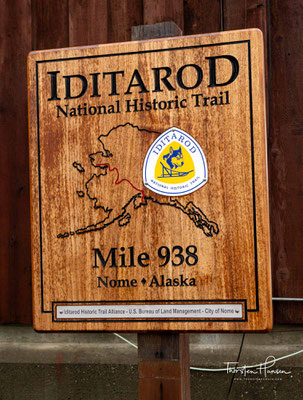 IDITAROD
National Historic Trail
IDITAROD
NATIONAL HISTORIC TRAIL
Mile 938
Nome ♦ Alaska
Iditarod Historic Trail Alliance - U.S. Bureau of Land Management - City of Nome
Thorsten Hansen